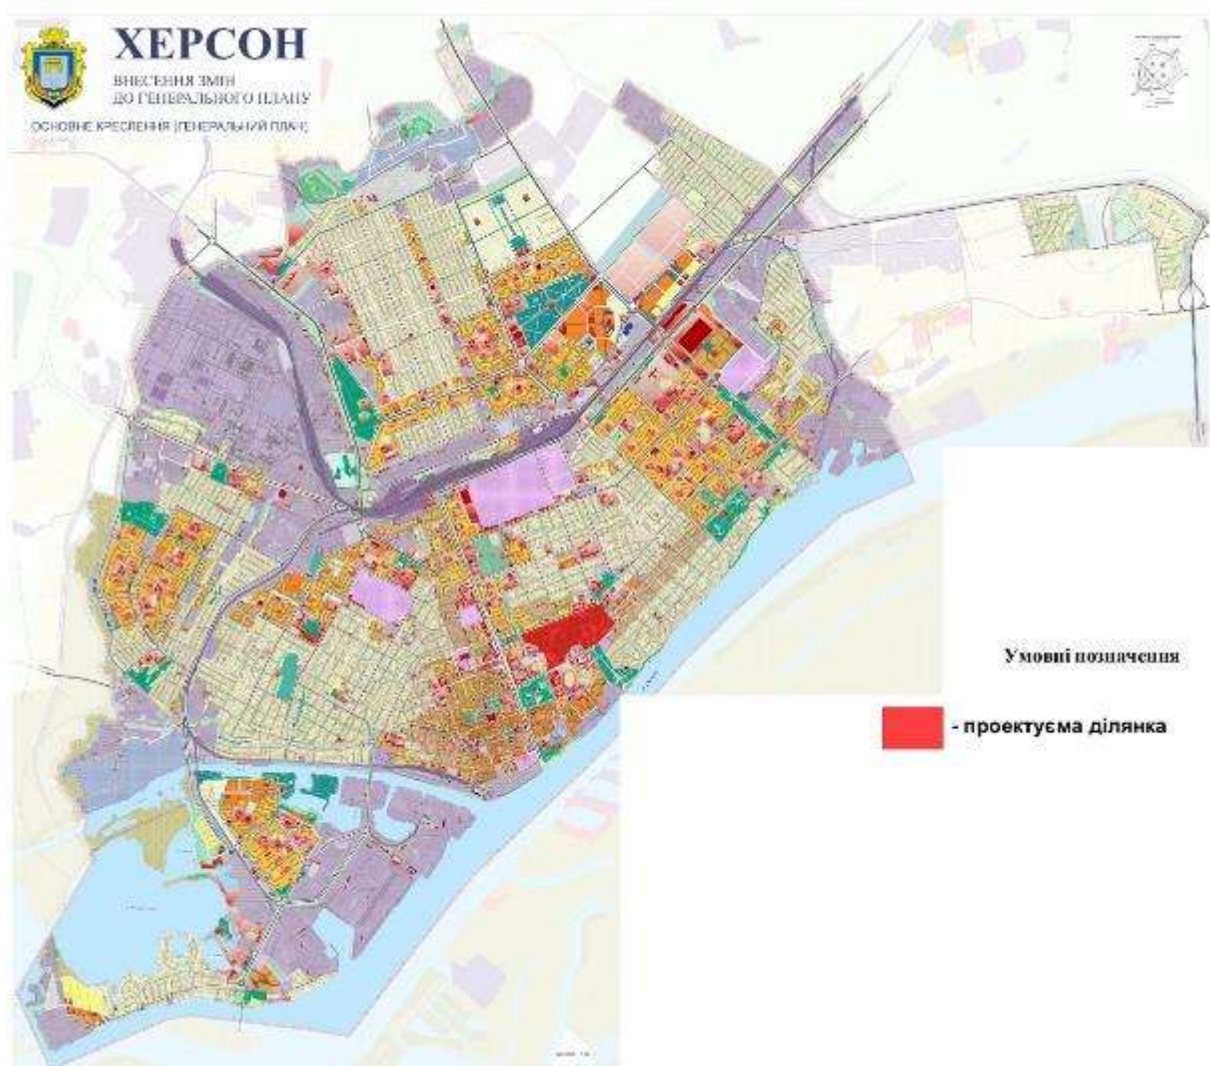 ХЕРСОН
ВНЕСЕННЯ ЗМІН
ДО ГЕНЕРАЛЬНОГО ПЛАНУ
ОСНОВНЕ КРЕСЛЕННЯ (ГЕНЕРАЛЬНИЙ ПЛАН)
Умовні позначення
- проектуєма ділянка